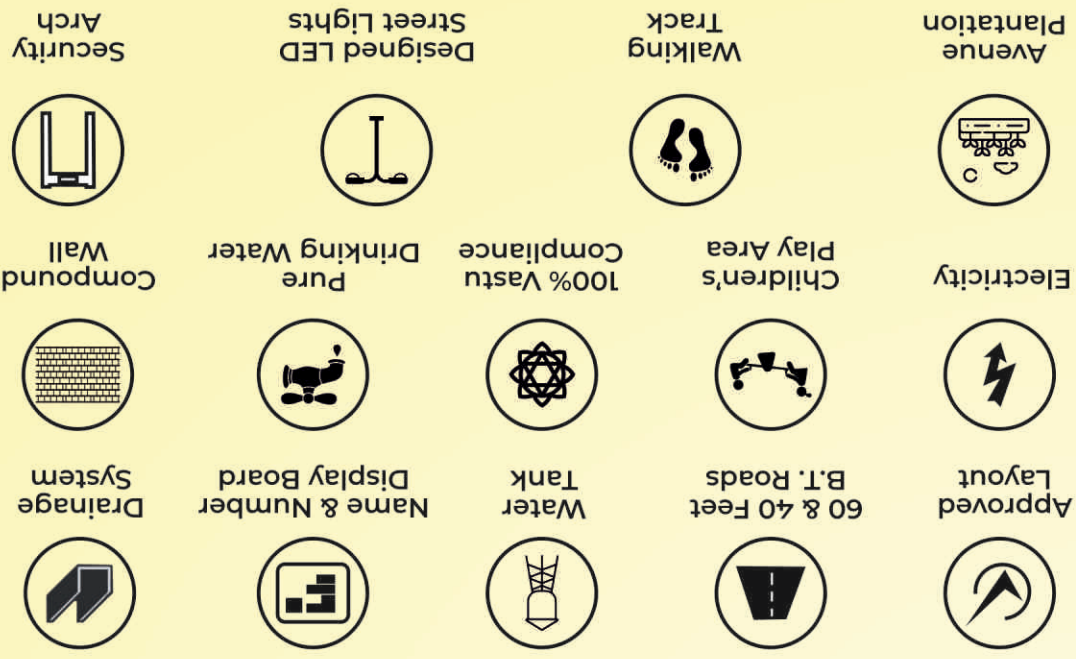 Approved
Layout
60 & 40 Feet
B.T. Roads
Water
Tank
Name & Number
Display Board
Drainage
System
Electricity
Children's
Play Area
100% Vastu
Compliance
Pure
Drinking Water
Compound
Wall
Avenue
Plantation
Walking
Track
Designed LED
Street Lights
Security
Arch